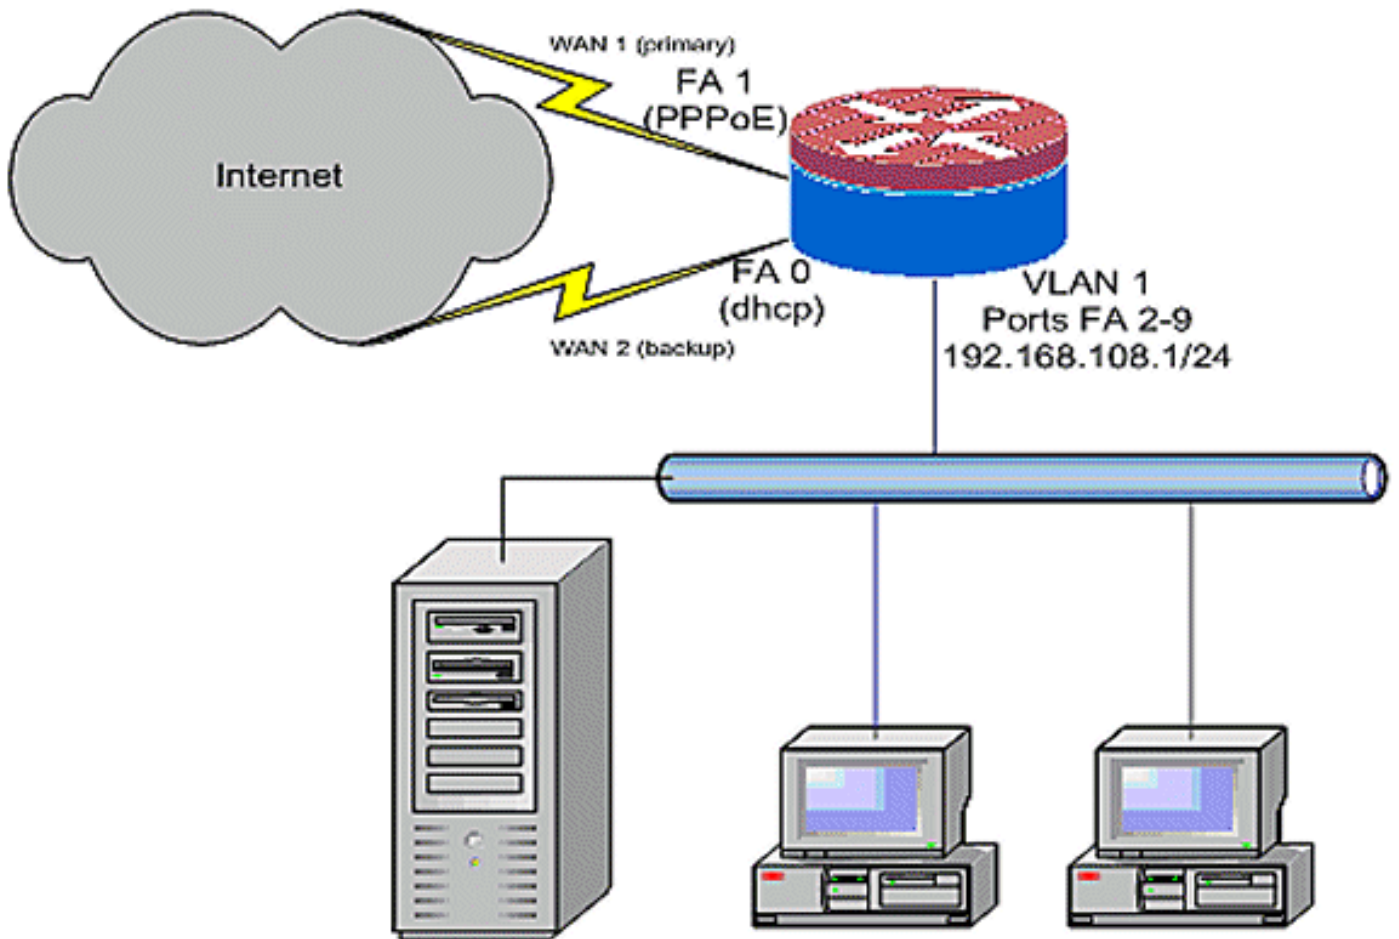 WAN 1 (primary)
FA 1
(PPPoE)
Internet
FA 0
(dhcp)
WAN 2 (backup)
VLAN 1
Ports FA 2-9
192.168.108.1/24